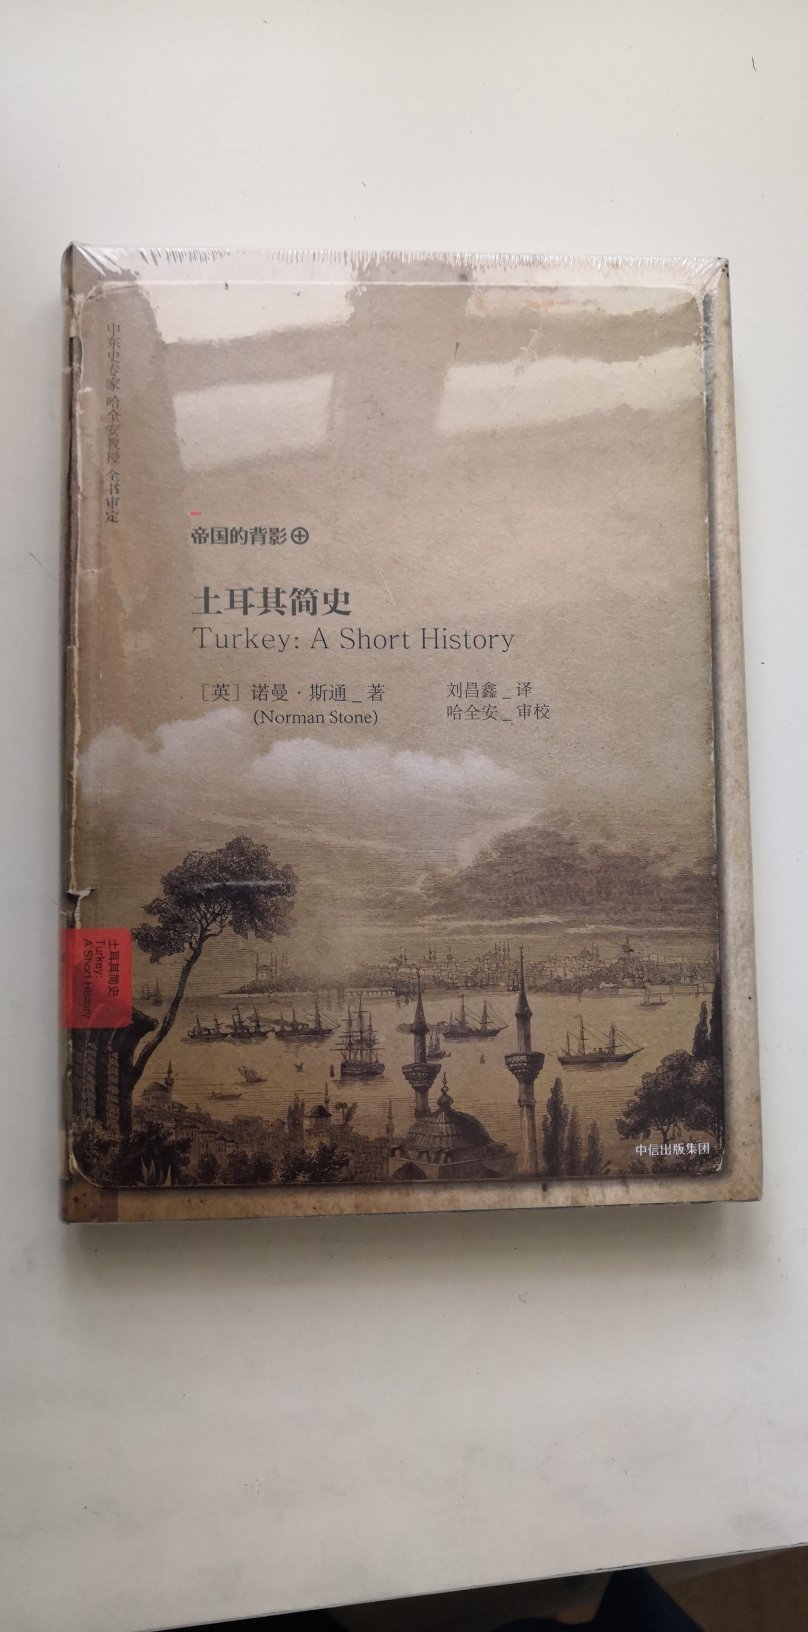 中东史专家 哈全安教授 全书审定
帝国的背影
土耳其简史
Turkey: A Short History
[英] 诺曼·斯通_著
(Norman Stone)
刘昌鑫_译
哈全安_审校
土耳其简史
Turkey:
A Short History
中信出版集团